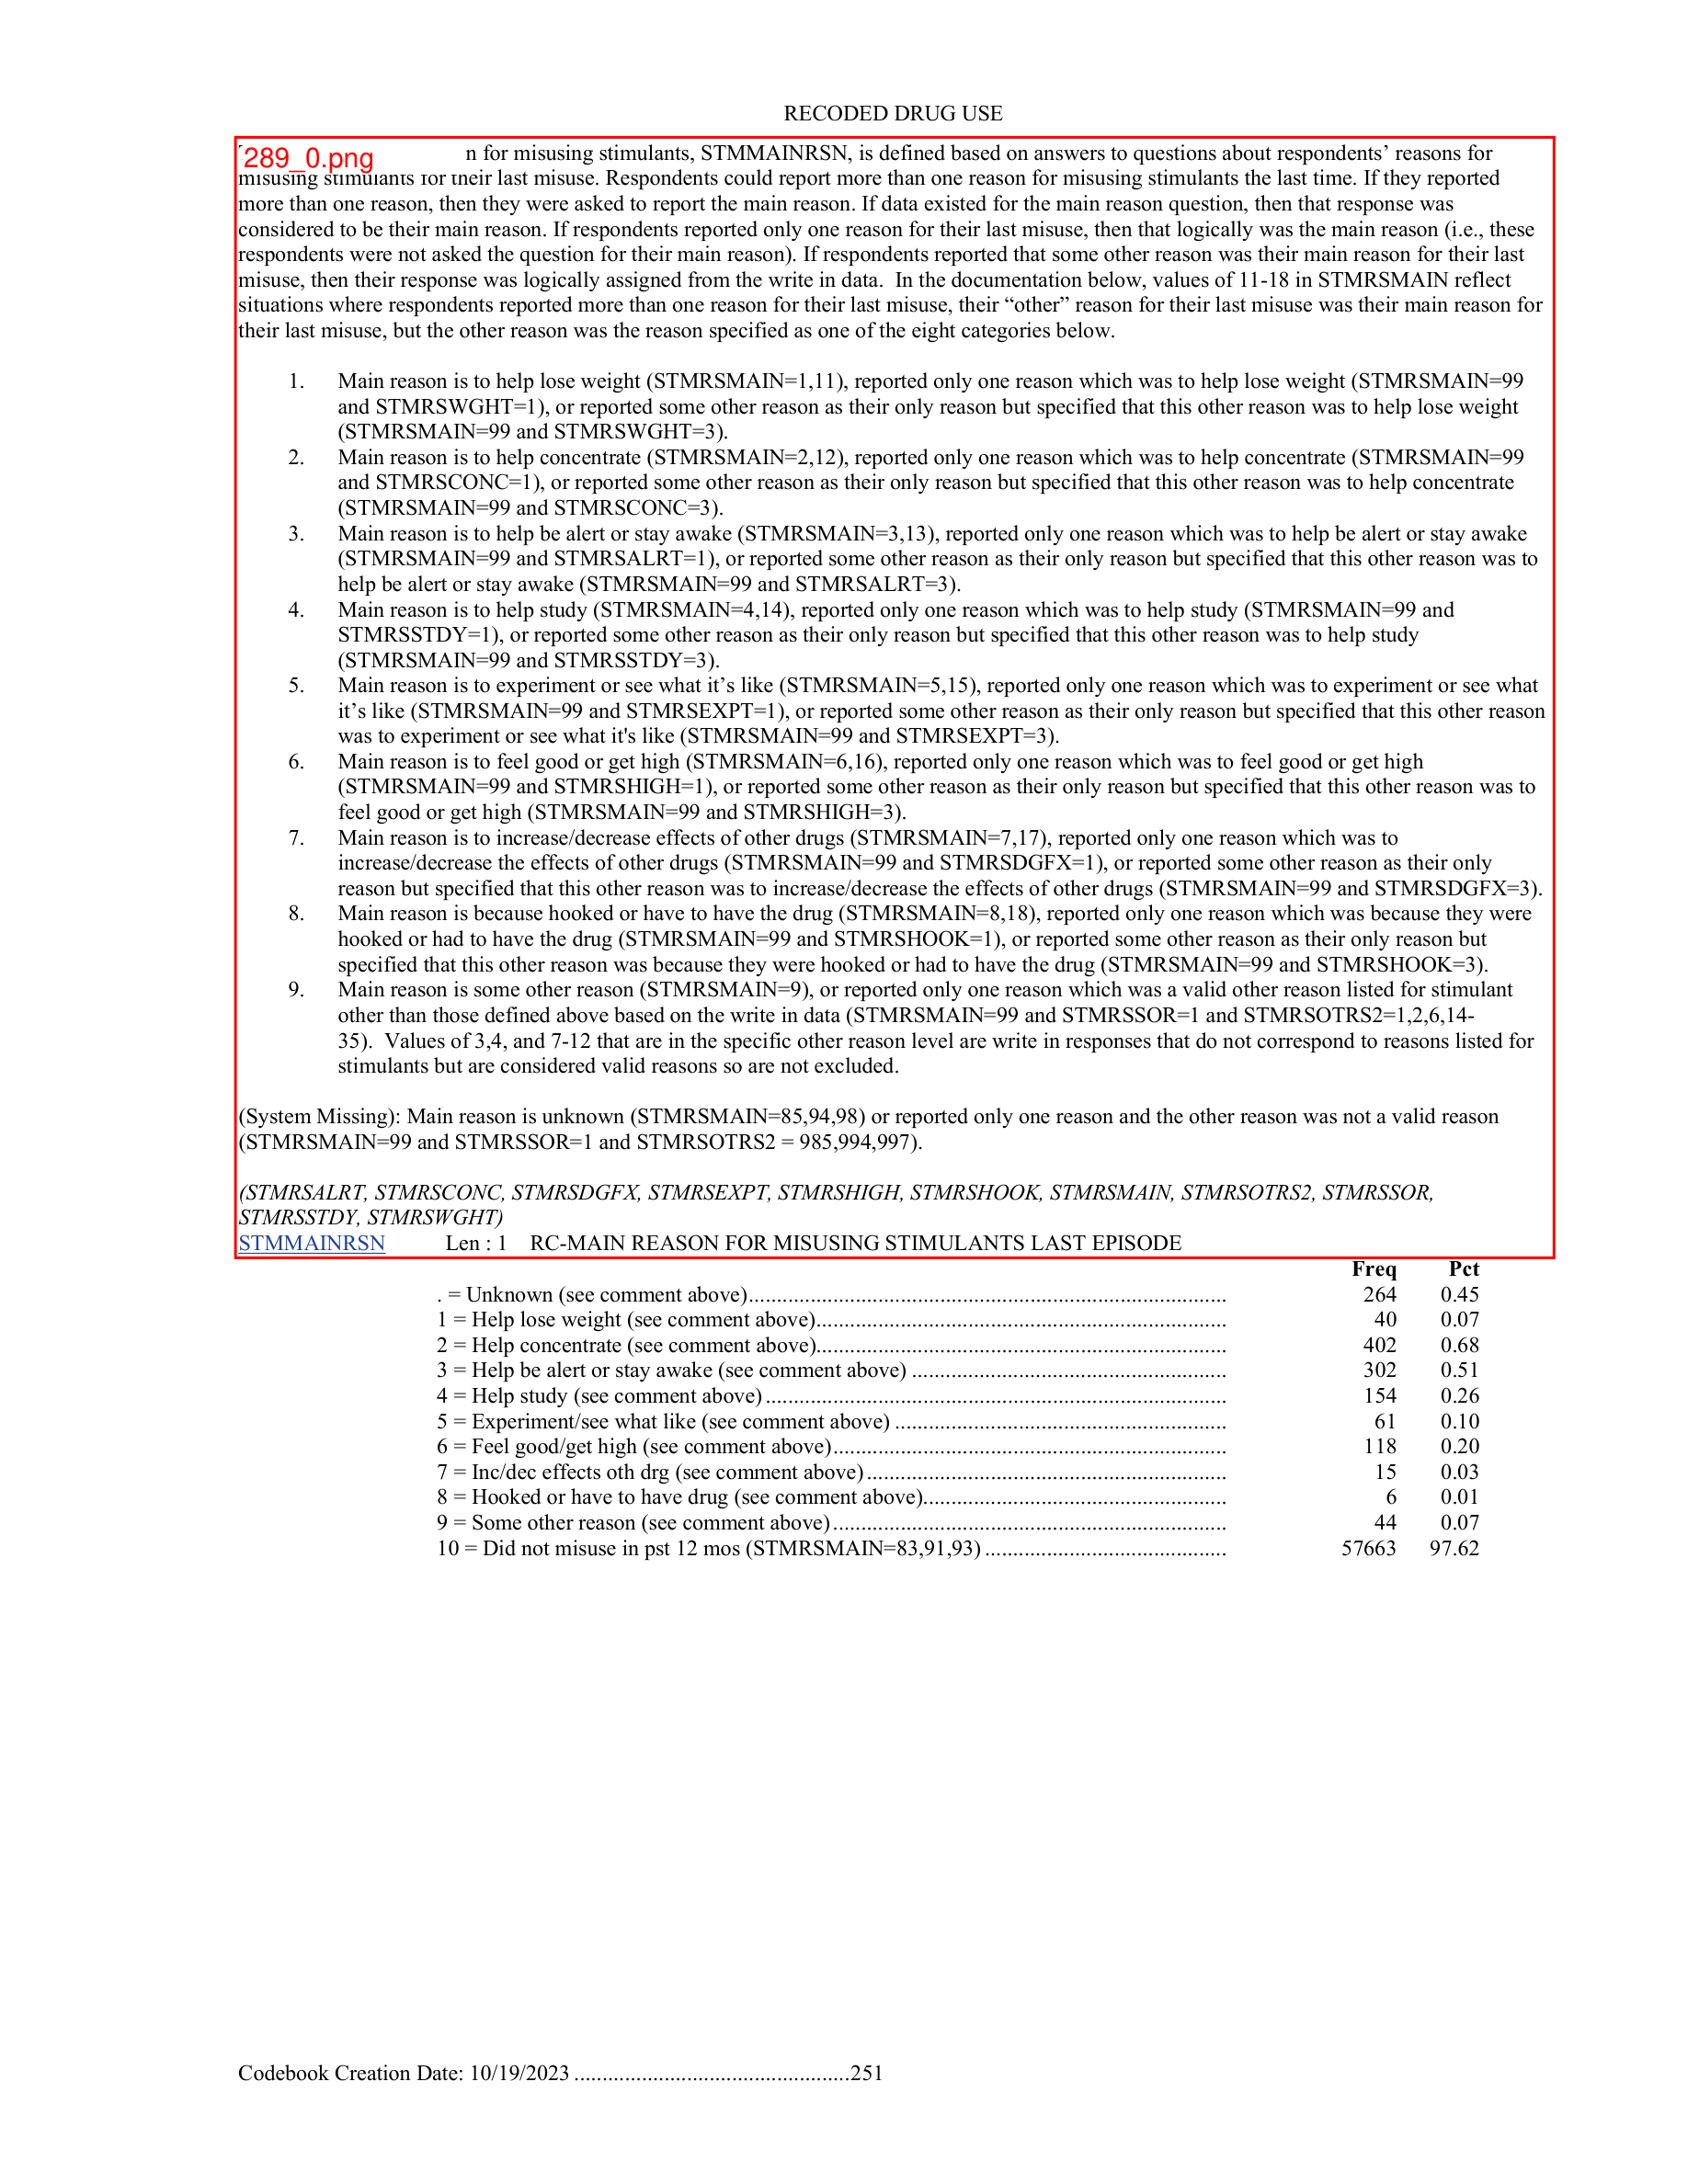 RECODED DRUG USE
289_0.png n for misusing stimulants, STMMAINRSN, is defined based on answers to questions about respondents’ reasons for
misusing stimulants for their last misuse. Respondents could report more than one reason for misusing stimulants the last time. If they reported
more than one reason, then they were asked to report the main reason. If data existed for the main reason question, then that response was
considered to be their main reason. If respondents reported only one reason for their last misuse, then that logically was the main reason (i.e., these
respondents were not asked the question for their main reason). If respondents reported that some other reason was their main reason for their last
misuse, then their response was logically assigned from the write in data.  In the documentation below, values of 11-18 in STMRSMAIN reflect
situations where respondents reported more than one reason for their last misuse, their “other” reason for their last misuse was their main reason for
their last misuse, but the other reason was the reason specified as one of the eight categories below.
1. Main reason is to help lose weight (STMRSMAIN=1,11), reported only one reason which was to help lose weight (STMRSMAIN=99
and STMRSWGHT=1), or reported some other reason as their only reason but specified that this other reason was to help lose weight
(STMRSMAIN=99 and STMRSWGHT=3).
2. Main reason is to help concentrate (STMRSMAIN=2,12), reported only one reason which was to help concentrate (STMRSMAIN=99
and STMRSCONC=1), or reported some other reason as their only reason but specified that this other reason was to help concentrate
(STMRSMAIN=99 and STMRSCONC=3).
3. Main reason is to help be alert or stay awake (STMRSMAIN=3,13), reported only one reason which was to help be alert or stay awake
(STMRSMAIN=99 and STMRSALRT=1), or reported some other reason as their only reason but specified that this other reason was to
help be alert or stay awake (STMRSMAIN=99 and STMRSALRT=3).
4. Main reason is to help study (STMRSMAIN=4,14), reported only one reason which was to help study (STMRSMAIN=99 and
STMRSSTDY=1), or reported some other reason as their only reason but specified that this other reason was to help study
(STMRSMAIN=99 and STMRSSTDY=3).
5. Main reason is to experiment or see what it’s like (STMRSMAIN=5,15), reported only one reason which was to experiment or see what
it’s like (STMRSMAIN=99 and STMRSEXPT=1), or reported some other reason as their only reason but specified that this other reason
was to experiment or see what it's like (STMRSMAIN=99 and STMRSEXPT=3).
6. Main reason is to feel good or get high (STMRSMAIN=6,16), reported only one reason which was to feel good or get high
(STMRSMAIN=99 and STMRSHIGH=1), or reported some other reason as their only reason but specified that this other reason was to
feel good or get high (STMRSMAIN=99 and STMRSHIGH=3).
7. Main reason is to increase/decrease effects of other drugs (STMRSMAIN=7,17), reported only one reason which was to
increase/decrease the effects of other drugs (STMRSMAIN=99 and STMRSDGFX=1), or reported some other reason as their only
reason but specified that this other reason was to increase/decrease the effects of other drugs (STMRSMAIN=99 and STMRSDGFX=3).
8. Main reason is because hooked or have to have the drug (STMRSMAIN=8,18), reported only one reason which was because they were
hooked or had to have the drug (STMRSMAIN=99 and STMRSHOOK=1), or reported some other reason as their only reason but
specified that this other reason was because they were hooked or had to have the drug (STMRSMAIN=99 and STMRSHOOK=3).
9. Main reason is some other reason (STMRSMAIN=9), or reported only one reason which was a valid other reason listed for stimulant
other than those defined above based on the write in data (STMRSMAIN=99 and STMRSSOR=1 and STMRSOTRS2=1,2,6,14-
35).  Values of 3,4, and 7-12 that are in the specific other reason level are write in responses that do not correspond to reasons listed for
stimulants but are considered valid reasons so are not excluded.
(System Missing): Main reason is unknown (STMRSMAIN=85,94,98) or reported only one reason and the other reason was not a valid reason
(STMRSMAIN=99 and STMRSSOR=1 and STMRSOTRS2 = 985,994,997).
(STMRSALRT, STMRSCONC, STMRSDGFX, STMRSEXPT, STMRSHIGH, STMRSHOOK, STMRSMAIN, STMRSOTRS2, STMRSSOR,
STMRSSTDY, STMRSWGHT)
STMMAINRSN Len : 1 RC-MAIN REASON FOR MISUSING STIMULANTS LAST EPISODE
Freq Pct
. = Unknown (see comment above)..................................................................................... 264 0.45
1 = Help lose weight (see comment above)......................................................................... 40 0.07
2 = Help concentrate (see comment above)......................................................................... 402 0.68
3 = Help be alert or stay awake (see comment above) ........................................................ 302 0.51
4 = Help study (see comment above) .................................................................................. 154 0.26
5 = Experiment/see what like (see comment above) ........................................................... 61 0.10
6 = Feel good/get high (see comment above)...................................................................... 118 0.20
7 = Inc/dec effects oth drg (see comment above) ................................................................ 15 0.03
8 = Hooked or have to have drug (see comment above)...................................................... 6 0.01
9 = Some other reason (see comment above) ...................................................................... 44 0.07
10 = Did not misuse in pst 12 mos (STMRSMAIN=83,91,93) ........................................... 57663 97.62
Codebook Creation Date: 10/19/2023 .................................................251